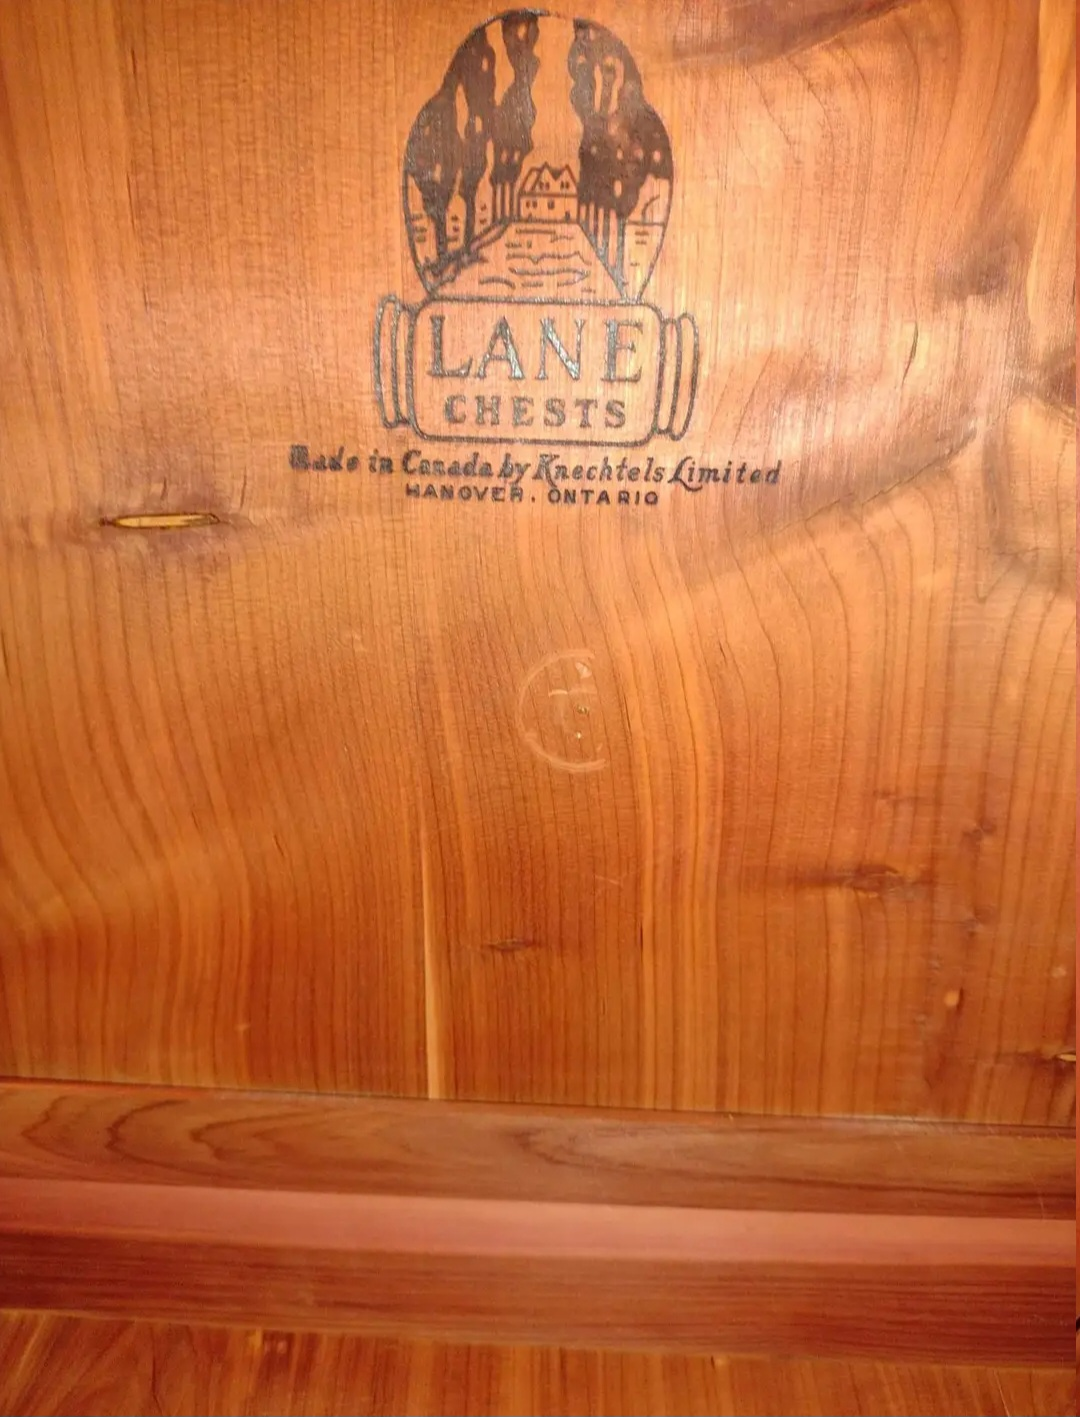 LANE
CHESTS
Made in Canada by Knechtels Limited
HANOVER, ONTARIO